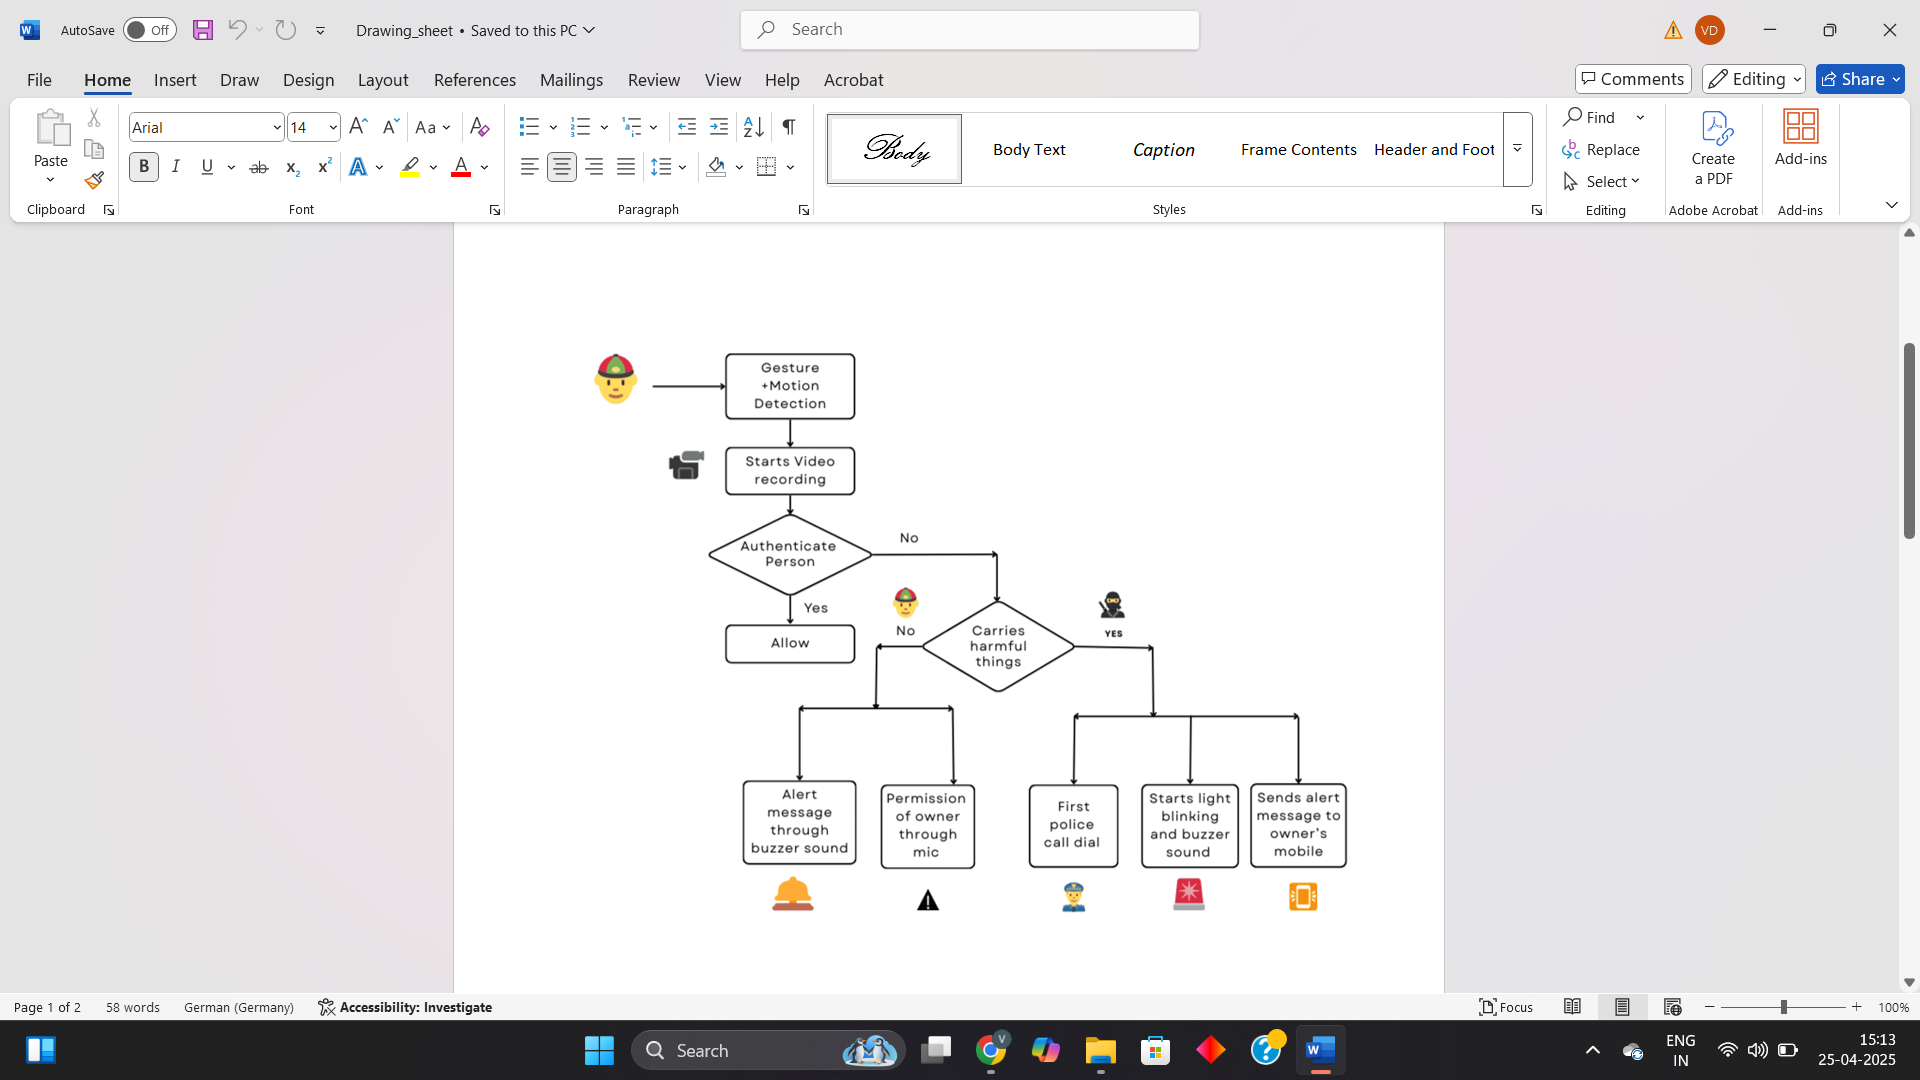 AutoSave Off
Drawing_sheet • Saved to this PC
Search
VD
File Home Insert Draw Design Layout References Mailings Review View Help Acrobat
Comments Editing Share
Paste
Clipboard
Arial 14
Aa
B I U ab x₂ x² A A
Font
Paragraph
Body Body Text Caption Frame Contents Header and Foot
Styles
Find
Replace
Select
Editing
Create
a PDF
Adobe Acrobat
Add-ins
Add-ins
Gesture
+Motion
Detection
Starts Video
recording
Authenticate
Person
No
Yes
Allow
No
Carries
harmful
things
YES
Alert
message
through
buzzer sound
Permission
of owner
through
mic
First
police
call dial
Starts light
blinking
and buzzer
sound
Sends alert
message to
owner's
mobile
Page 1 of 2 58 words German (Germany) Accessibility: Investigate Focus 100%
Search
V
ENG
IN
15:13
25-04-2025